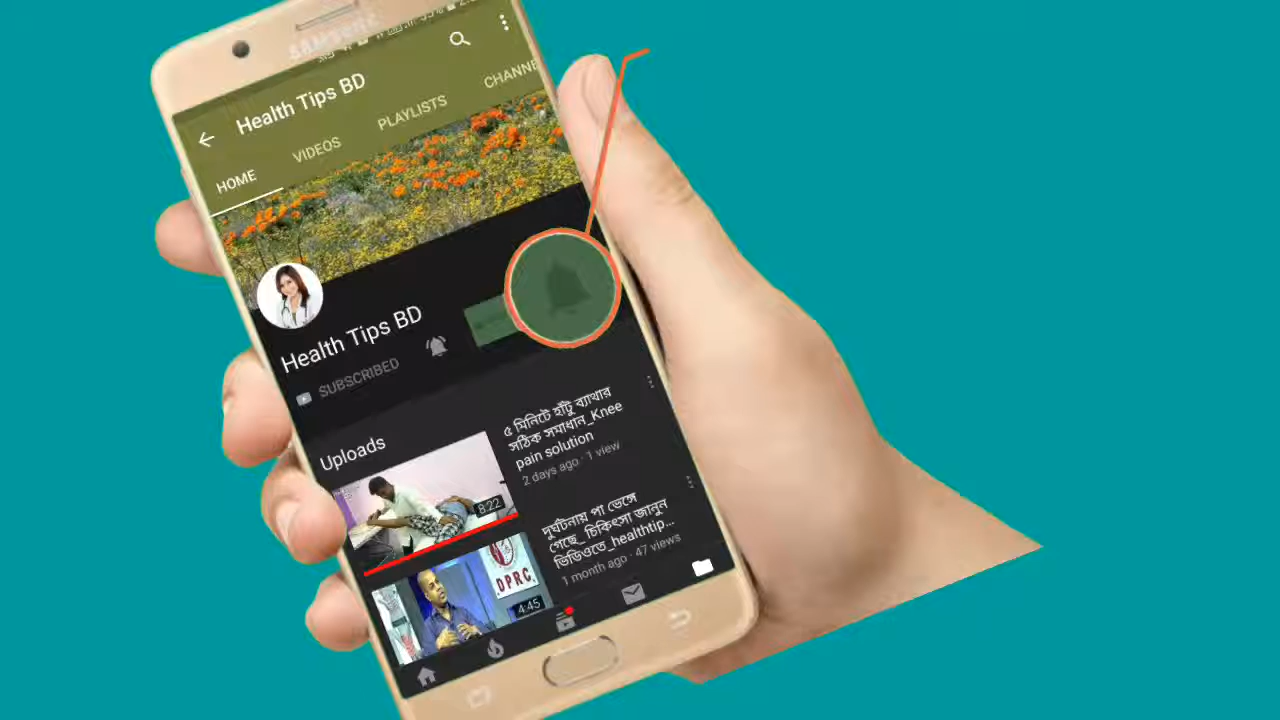 SAMSUNG
Health Tips BD
HOME
VIDEOS
PLAYLISTS
CHANNE
Health Tips BD
SUBSCRIBED
Uploads
৫ মিনিটে হাঁটু ব্যাথার
সঠিক সমাধান_Knee
pain solution
2 days ago · 1 view
8:22
দুর্ঘটনায় পা ভেঙ্গে
গেছে_চিকিৎসা জানুন
ভিডিওতে_healthtip...
1 month ago · 47 views
DPRC
4:45